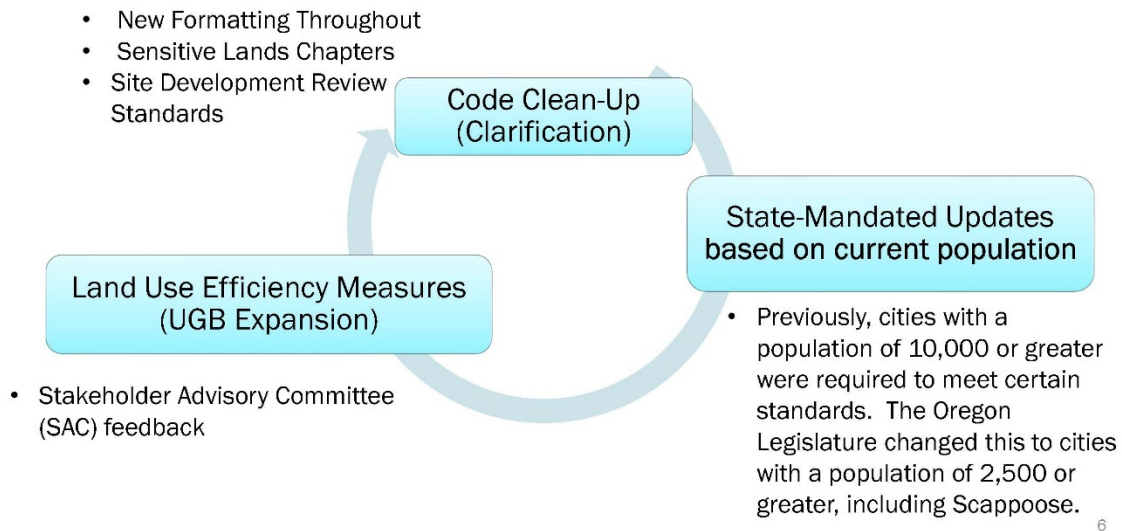 • New Formatting Throughout
• Sensitive Lands Chapters
• Site Development Review
Standards
Code Clean-Up
(Clarification)
State-Mandated Updates
based on current population
• Previously, cities with a
population of 10,000 or greater
were required to meet certain
standards.  The Oregon
Legislature changed this to cities
with a population of 2,500 or
greater, including Scappoose.
Land Use Efficiency Measures
(UGB Expansion)
• Stakeholder Advisory Committee
(SAC) feedback
6